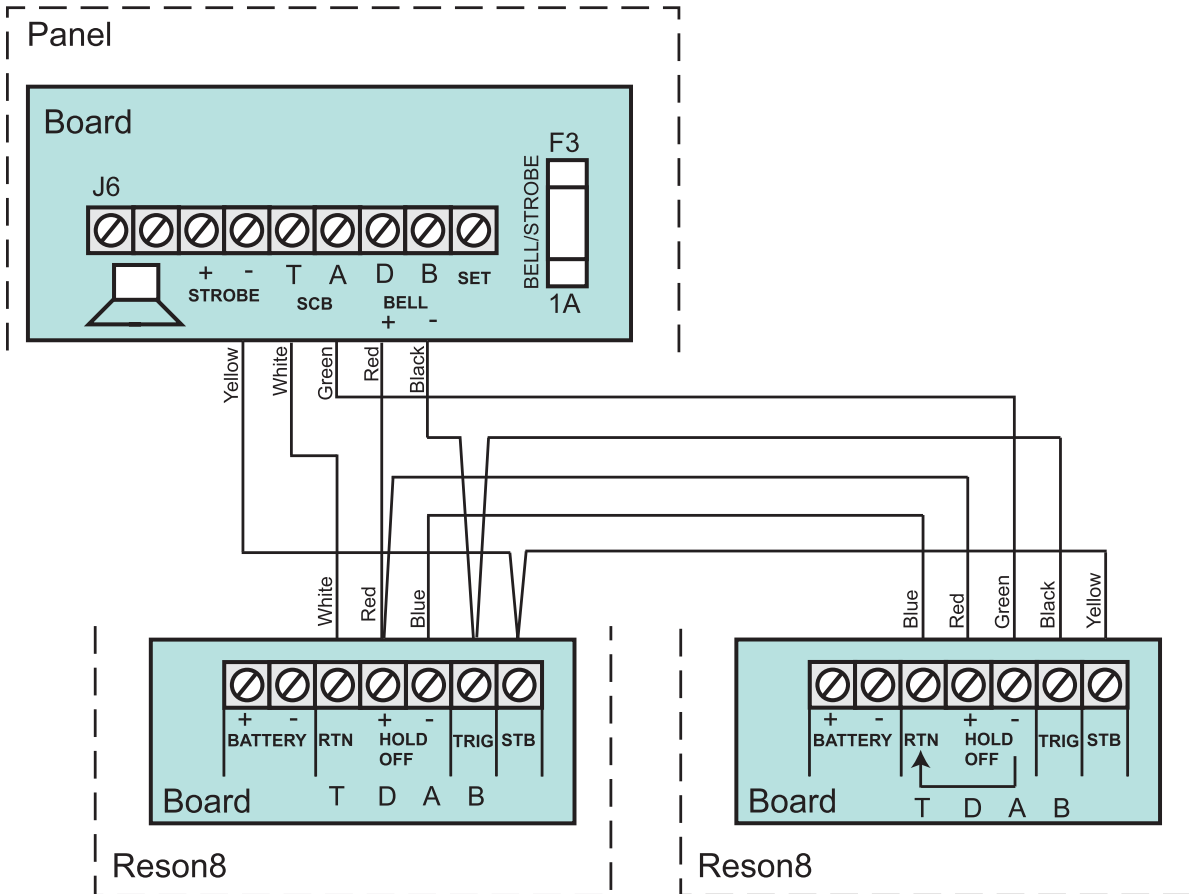 Panel
Board
F3
J6
BELL/STROBE
+ - T A D B SET
STROBE SCB BELL
+ -
1A
Yellow White Green Red Black
White Red Blue
Blue Red Green Black Yellow
+ - + -
BATTERY RTN HOLD OFF TRIG STB
T D A B
Board
Reson8
+ - + -
BATTERY RTN HOLD OFF TRIG STB
T D A B
Board
Reson8